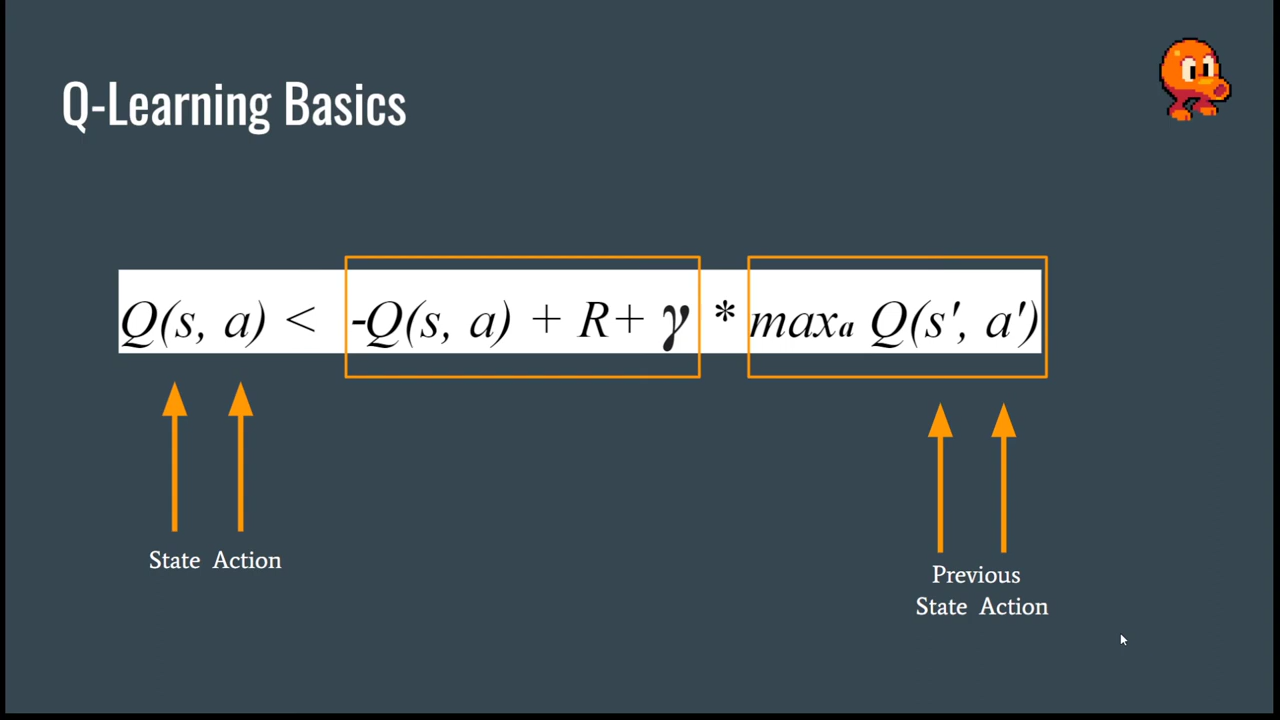 Q-Learning Basics
Q(s, a) < -Q(s, a) + R+ γ * maxₐ Q(s', a')
State Action
Previous
State Action